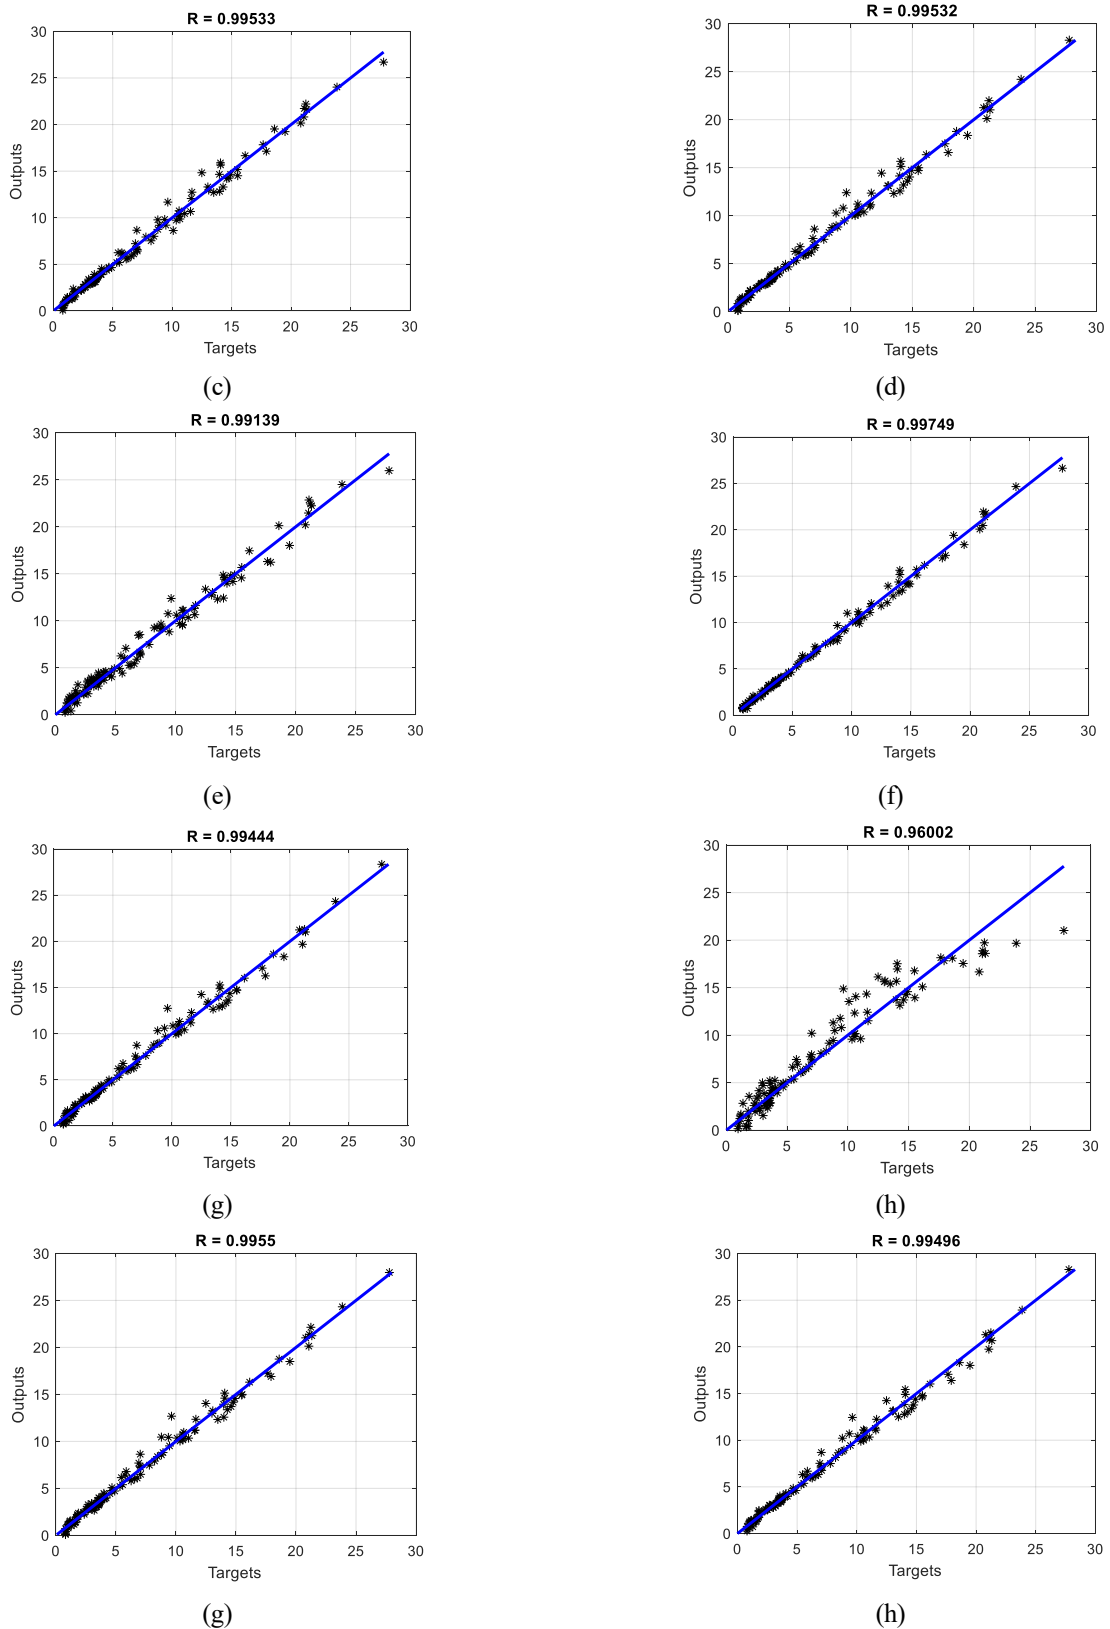 R = 0.99533
30
25
20
15
10
5
0
Outputs
0 5 10 15 20 25 30
Targets
(c)
R = 0.99532
30
25
20
15
10
5
0
Outputs
0 5 10 15 20 25 30
Targets
(d)
R = 0.99139
30
25
20
15
10
5
0
Outputs
0 5 10 15 20 25 30
Targets
(e)
R = 0.99749
30
25
20
15
10
5
0
Outputs
0 5 10 15 20 25 30
Targets
(f)
R = 0.99444
30
25
20
15
10
5
0
Outputs
0 5 10 15 20 25 30
Targets
(g)
R = 0.96002
30
25
20
15
10
5
0
Outputs
0 5 10 15 20 25 30
Targets
(h)
R = 0.9955
30
25
20
15
10
5
0
Outputs
0 5 10 15 20 25 30
Targets
(g)
R = 0.99496
30
25
20
15
10
5
0
Outputs
0 5 10 15 20 25 30
Targets
(h)